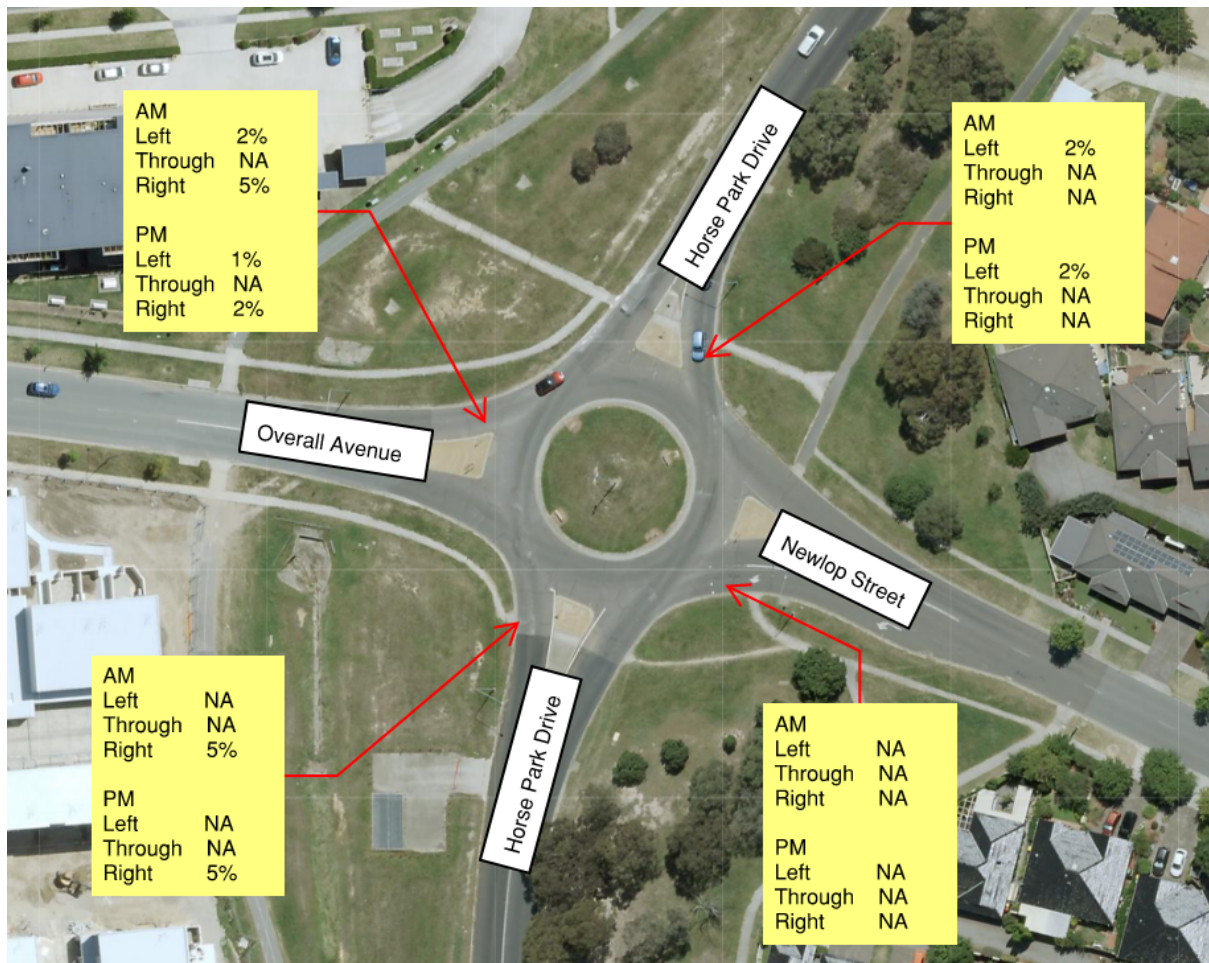 AM
Left 2%
Through NA
Right 5%
PM
Left 1%
Through NA
Right 2%
Horse Park Drive
AM
Left 2%
Through NA
Right NA
PM
Left 2%
Through NA
Right NA
Overall Avenue
Newlop Street
AM
Left NA
Through NA
Right 5%
PM
Left NA
Through NA
Right 5%
Horse Park Drive
AM
Left NA
Through NA
Right NA
PM
Left NA
Through NA
Right NA